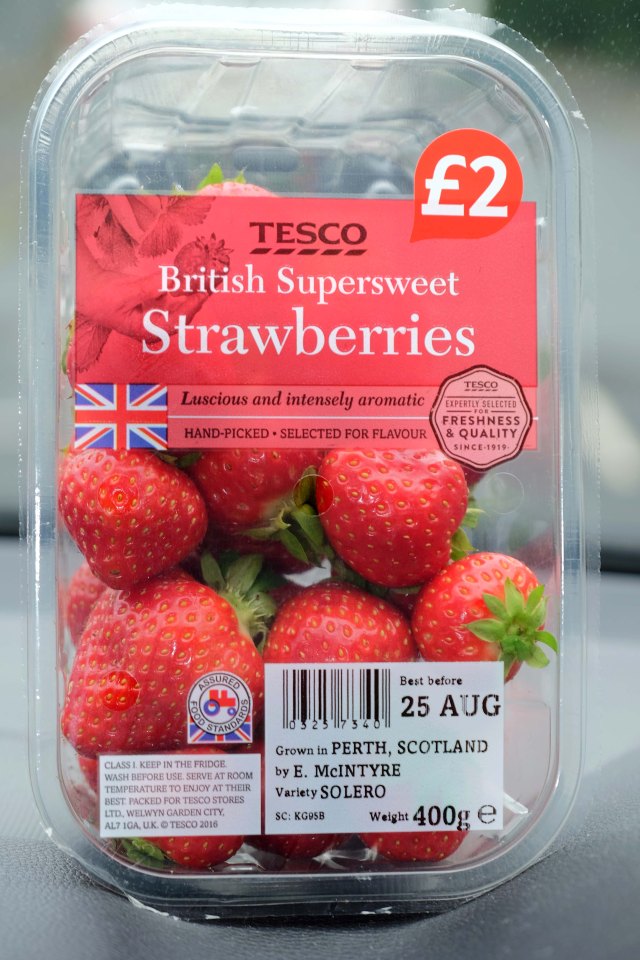 £2
TESCO
British Supersweet
Strawberries
Luscious and intensely aromatic
HAND-PICKED • SELECTED FOR FLAVOUR
TESCO
EXPERTLY SELECTED
FOR
FRESHNESS
& QUALITY
SINCE·1919·
ASSURED
FOOD STANDARDS
CLASS I. KEEP IN THE FRIDGE.
WASH BEFORE USE. SERVE AT ROOM
TEMPERATURE TO ENJOY AT THEIR
BEST. PACKED FOR TESCO STORES
LTD., WELWYN GARDEN CITY,
AL7 1GA, U.K. © TESCO 2016
03257340
Best before
25 AUG
Grown in PERTH, SCOTLAND
by E. McINTYRE
Variety SOLERO
SC: KG95B Weight 400g ℮